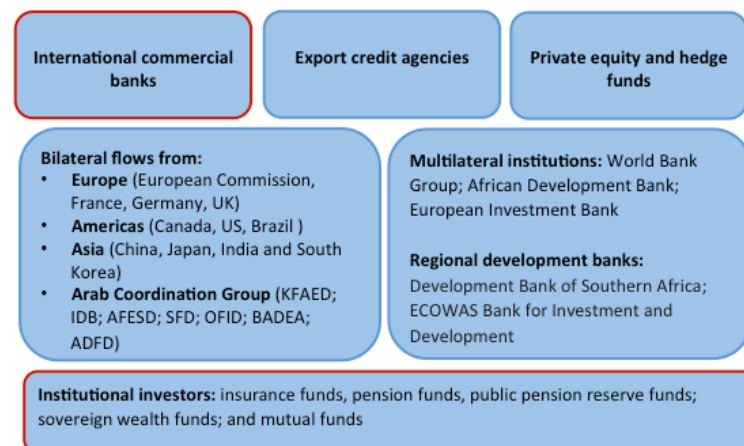 International commercial
banks
Export credit agencies
Private equity and hedge
funds
Bilateral flows from:
• Europe (European Commission,
France, Germany, UK)
• Americas (Canada, US, Brazil )
• Asia (China, Japan, India and South
Korea)
• Arab Coordination Group (KFAED;
IDB; AFESD; SFD; OFID; BADEA;
ADFD)
Multilateral institutions: World Bank
Group; African Development Bank;
European Investment Bank
Regional development banks:
Development Bank of Southern Africa;
ECOWAS Bank for Investment and
Development
Institutional investors: insurance funds, pension funds, public pension reserve funds;
sovereign wealth funds; and mutual funds